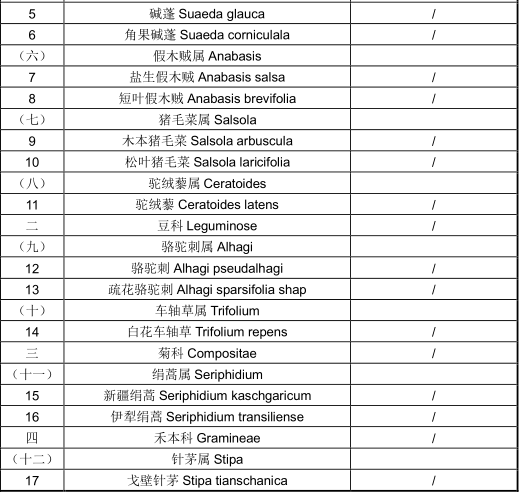 5 碱蓬 Suaeda glauca /
6 角果碱蓬 Suaeda corniculala /
（六） 假木贼属 Anabasis
7 盐生假木贼 Anabasis salsa /
8 短叶假木贼 Anabasis brevifolia /
（七） 猪毛菜属 Salsola
9 木本猪毛菜 Salsola arbuscula /
10 松叶猪毛菜 Salsola laricifolia /
（八） 驼绒藜属 Ceratoides
11 驼绒藜 Ceratoides latens /
二 豆科 Leguminose /
（九） 骆驼刺属 Alhagi
12 骆驼刺 Alhagi pseudalhagi /
13 疏花骆驼刺 Alhagi sparsifolia shap /
（十） 车轴草属 Trifolium
14 白花车轴草 Trifolium repens /
三 菊科 Compositae /
（十一） 绢蒿属 Seriphidium
15 新疆绢蒿 Seriphidium kaschgaricum /
16 伊犁绢蒿 Seriphidium transiliense /
四 禾本科 Gramineae /
（十二） 针茅属 Stipa
17 戈壁针茅 Stipa tianschanica /